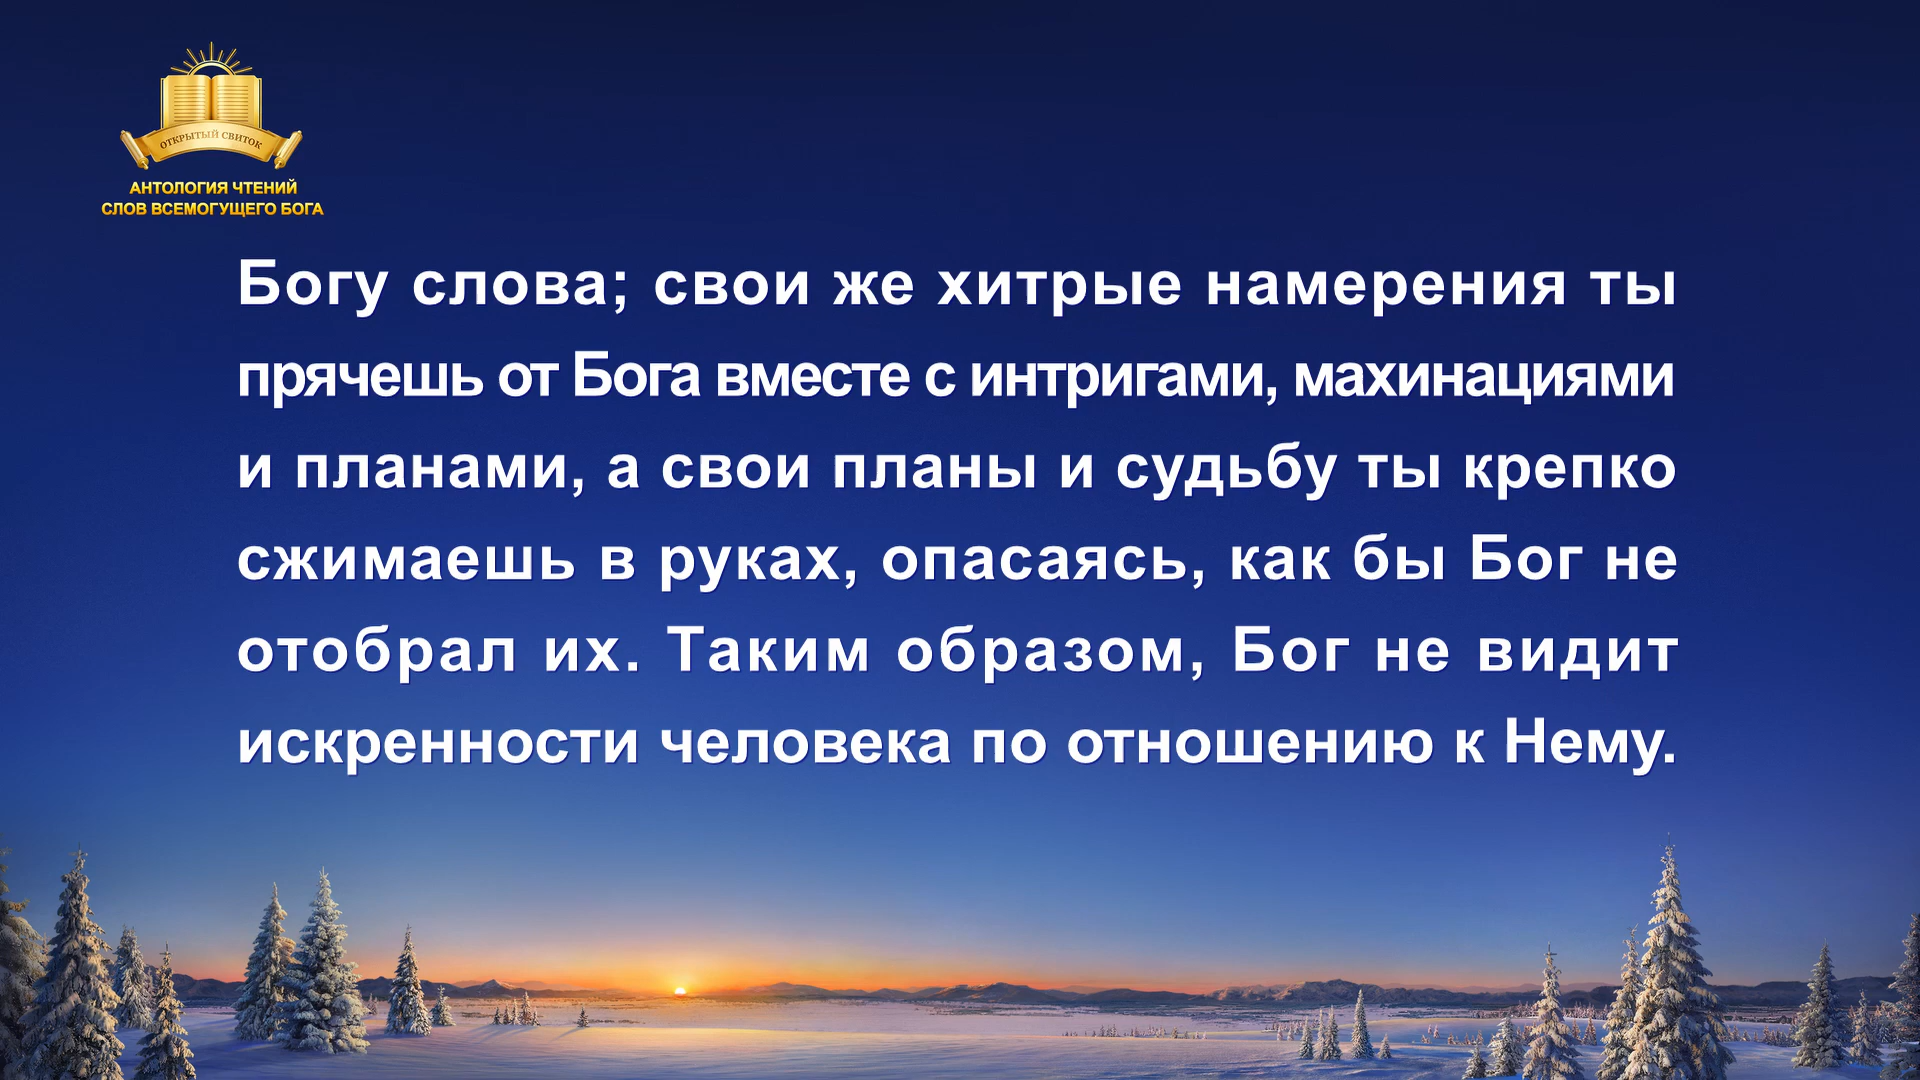 ОТКРЫТЫЙ СВИТОК
АНТОЛОГИЯ ЧТЕНИЙ
СЛОВ ВСЕМОГУЩЕГО БОГА
Богу слова; свои же хитрые намерения ты
прячешь от Бога вместе с интригами, махинациями
и планами, а свои планы и судьбу ты крепко
сжимаешь в руках, опасаясь, как бы Бог не
отобрал их. Таким образом, Бог не видит
искренности человека по отношению к Нему.